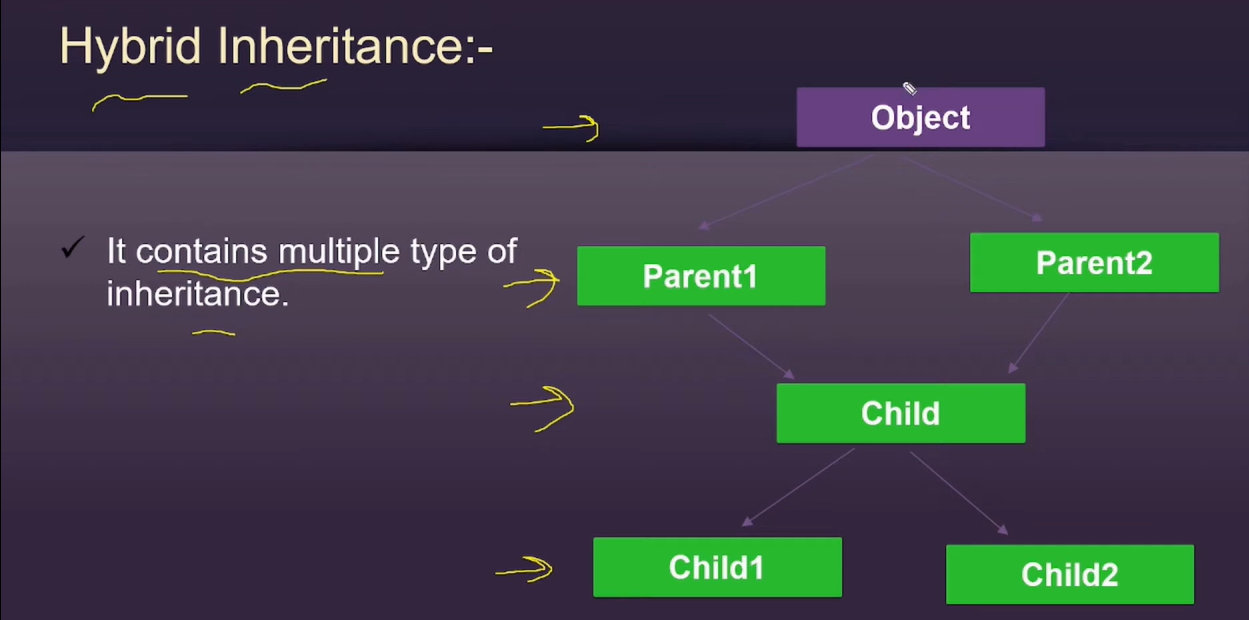 Hybrid Inheritance:-
Object
It contains multiple type of
inheritance.
Parent1
Parent2
Child
Child1
Child2